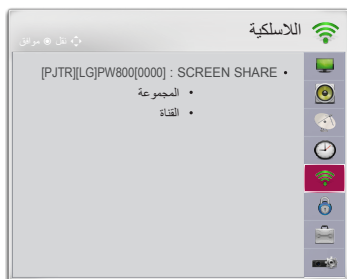 اللاسلكية
نقل ◉ موافق
• [PJTR][LG]PW800[0000] : SCREEN SHARE
• المجموعة
• القناة